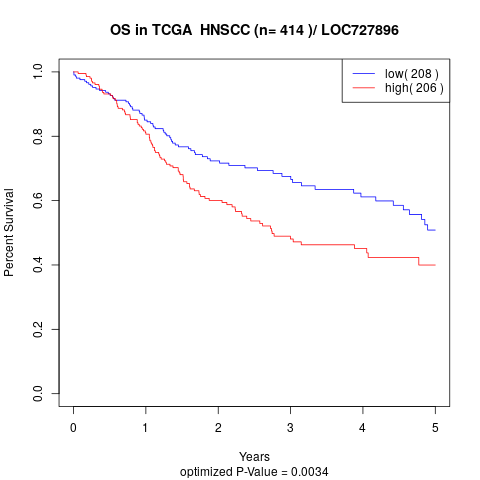 OS in TCGA  HNSCC (n= 414 )/ LOC727896
low( 208 )
high( 206 )
Percent Survival
1.0
0.8
0.6
0.4
0.2
0.0
0 1 2 3 4 5
Years
optimized P-Value = 0.0034